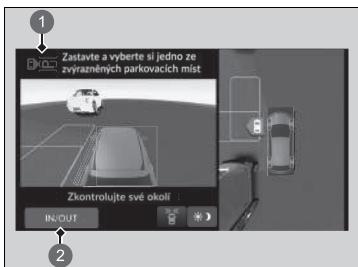 1
Zastavte a vyberte si jedno ze
zvýrazněných parkovacích míst
Zkontrolujte své okolí
IN/OUT
2